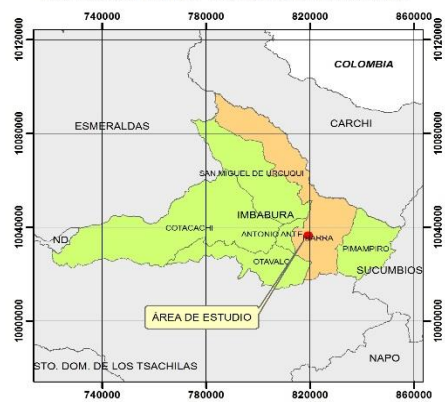 740000 780000 820000 860000
10120000
10080000
10040000
10000000
COLOMBIA
ESMERALDAS
CARCHI
SAN MIGUEL DE URCUQUI
IMBABURA
COTACACHI
ANTONIO ANTE
IBARRA
ND
PIMAMPIRO
OTAVALO
SUCUMBIOS
ÁREA DE ESTUDIO
NAPO
STO. DOM. DE LOS TSACHILAS
10120000
10080000
10040000
10000000
740000 780000 820000 860000